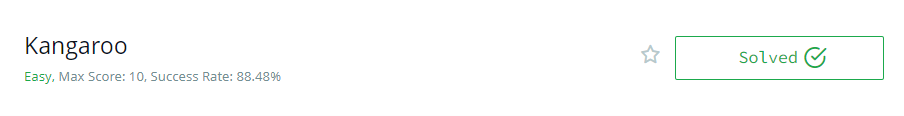 Kangaroo
Easy, Max Score: 10, Success Rate: 88.48%
Solved